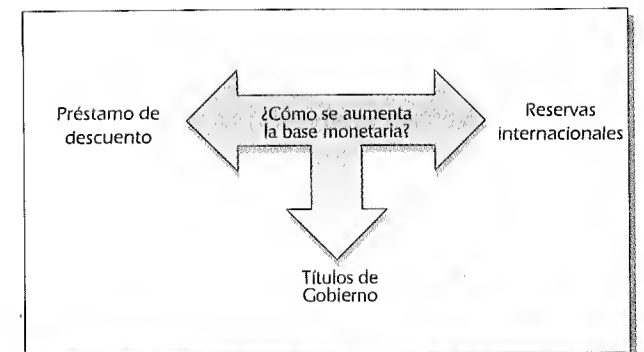 Préstamo de
descuento
¿Cómo se aumenta
la base monetaria?
Reservas
internacionales
Títulos de
Gobierno